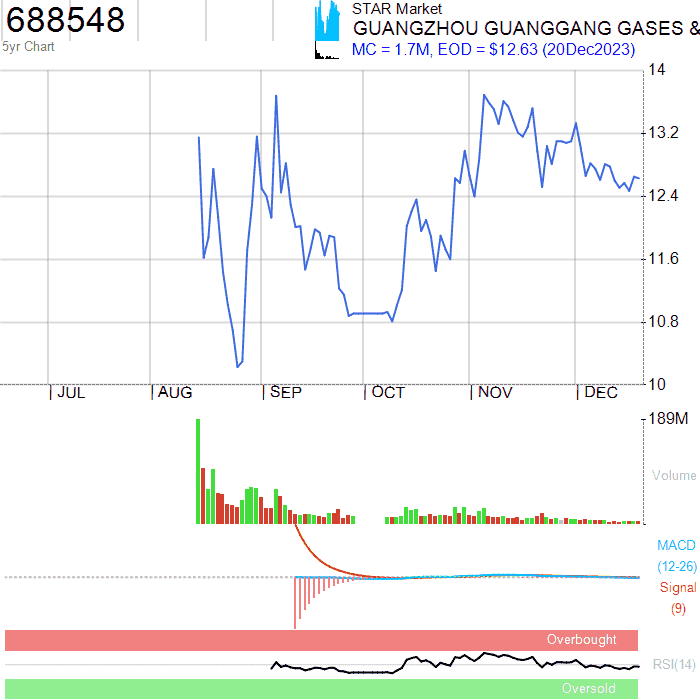 688548
5yr Chart
STAR Market
GUANGZHOU GUANGGANG GASES &
MC = 1.7M, EOD = $12.63 (20Dec2023)
14
13.2
12.4
11.6
10.8
10
JUL AUG SEP OCT NOV DEC
189M
Volume
MACD
(12-26)
Signal
(9)
Overbought
RSI(14)
Oversold